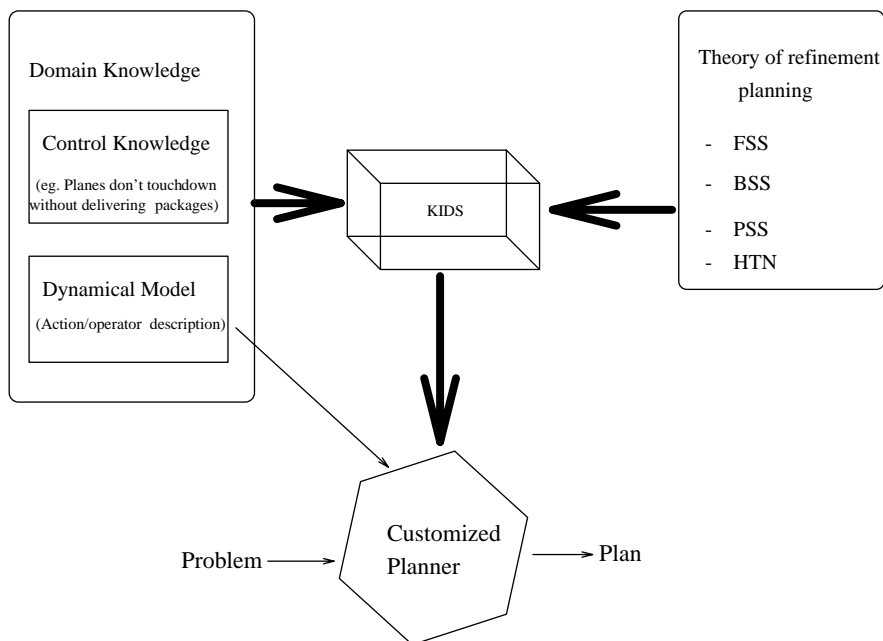 Domain Knowledge
Control Knowledge
(eg. Planes don't touchdown
without delivering packages)
Dynamical Model
(Action/operator description)
KIDS
Theory of refinement
planning
- FSS
- BSS
- PSS
- HTN
Problem
Customized
Planner
Plan